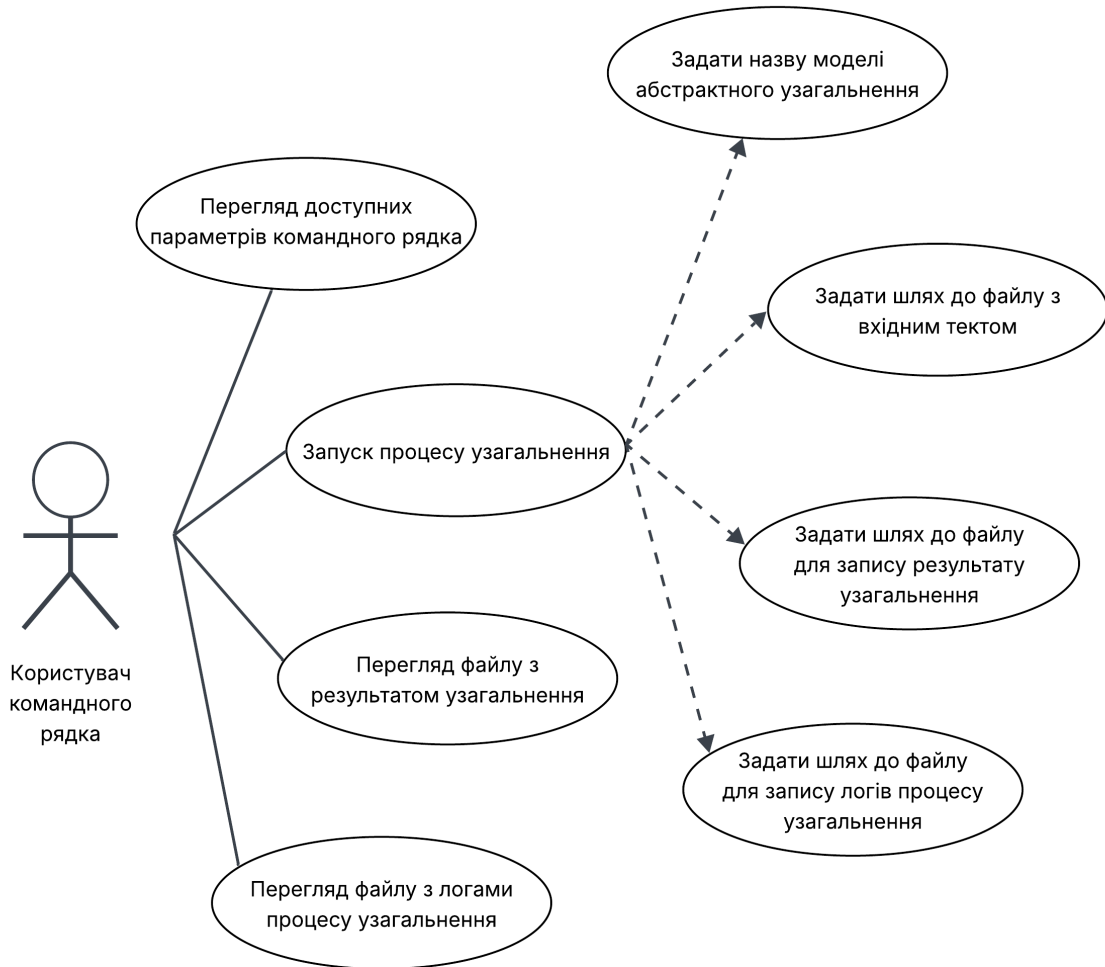 Задати назву моделі
абстрактного узагальнення
Перегляд доступних
параметрів командного рядка
Задати шлях до файлу з
вхідним тектом
Запуск процесу узагальнення
Задати шлях до файлу
для запису результату
узагальнення
Користувач
командного
рядка
Перегляд файлу з
результатом узагальнення
Задати шлях до файлу
для запису логів процесу
узагальнення
Перегляд файлу з логами
процесу узагальнення